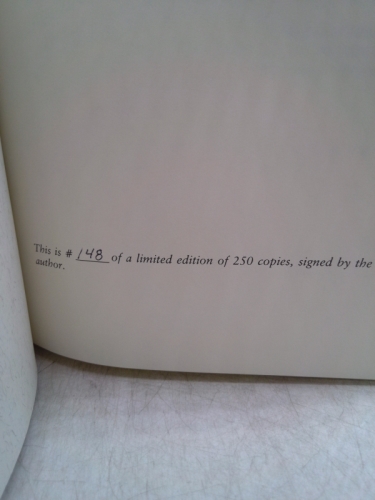 This is # 148 of a limited edition of 250 copies, signed by the
author.